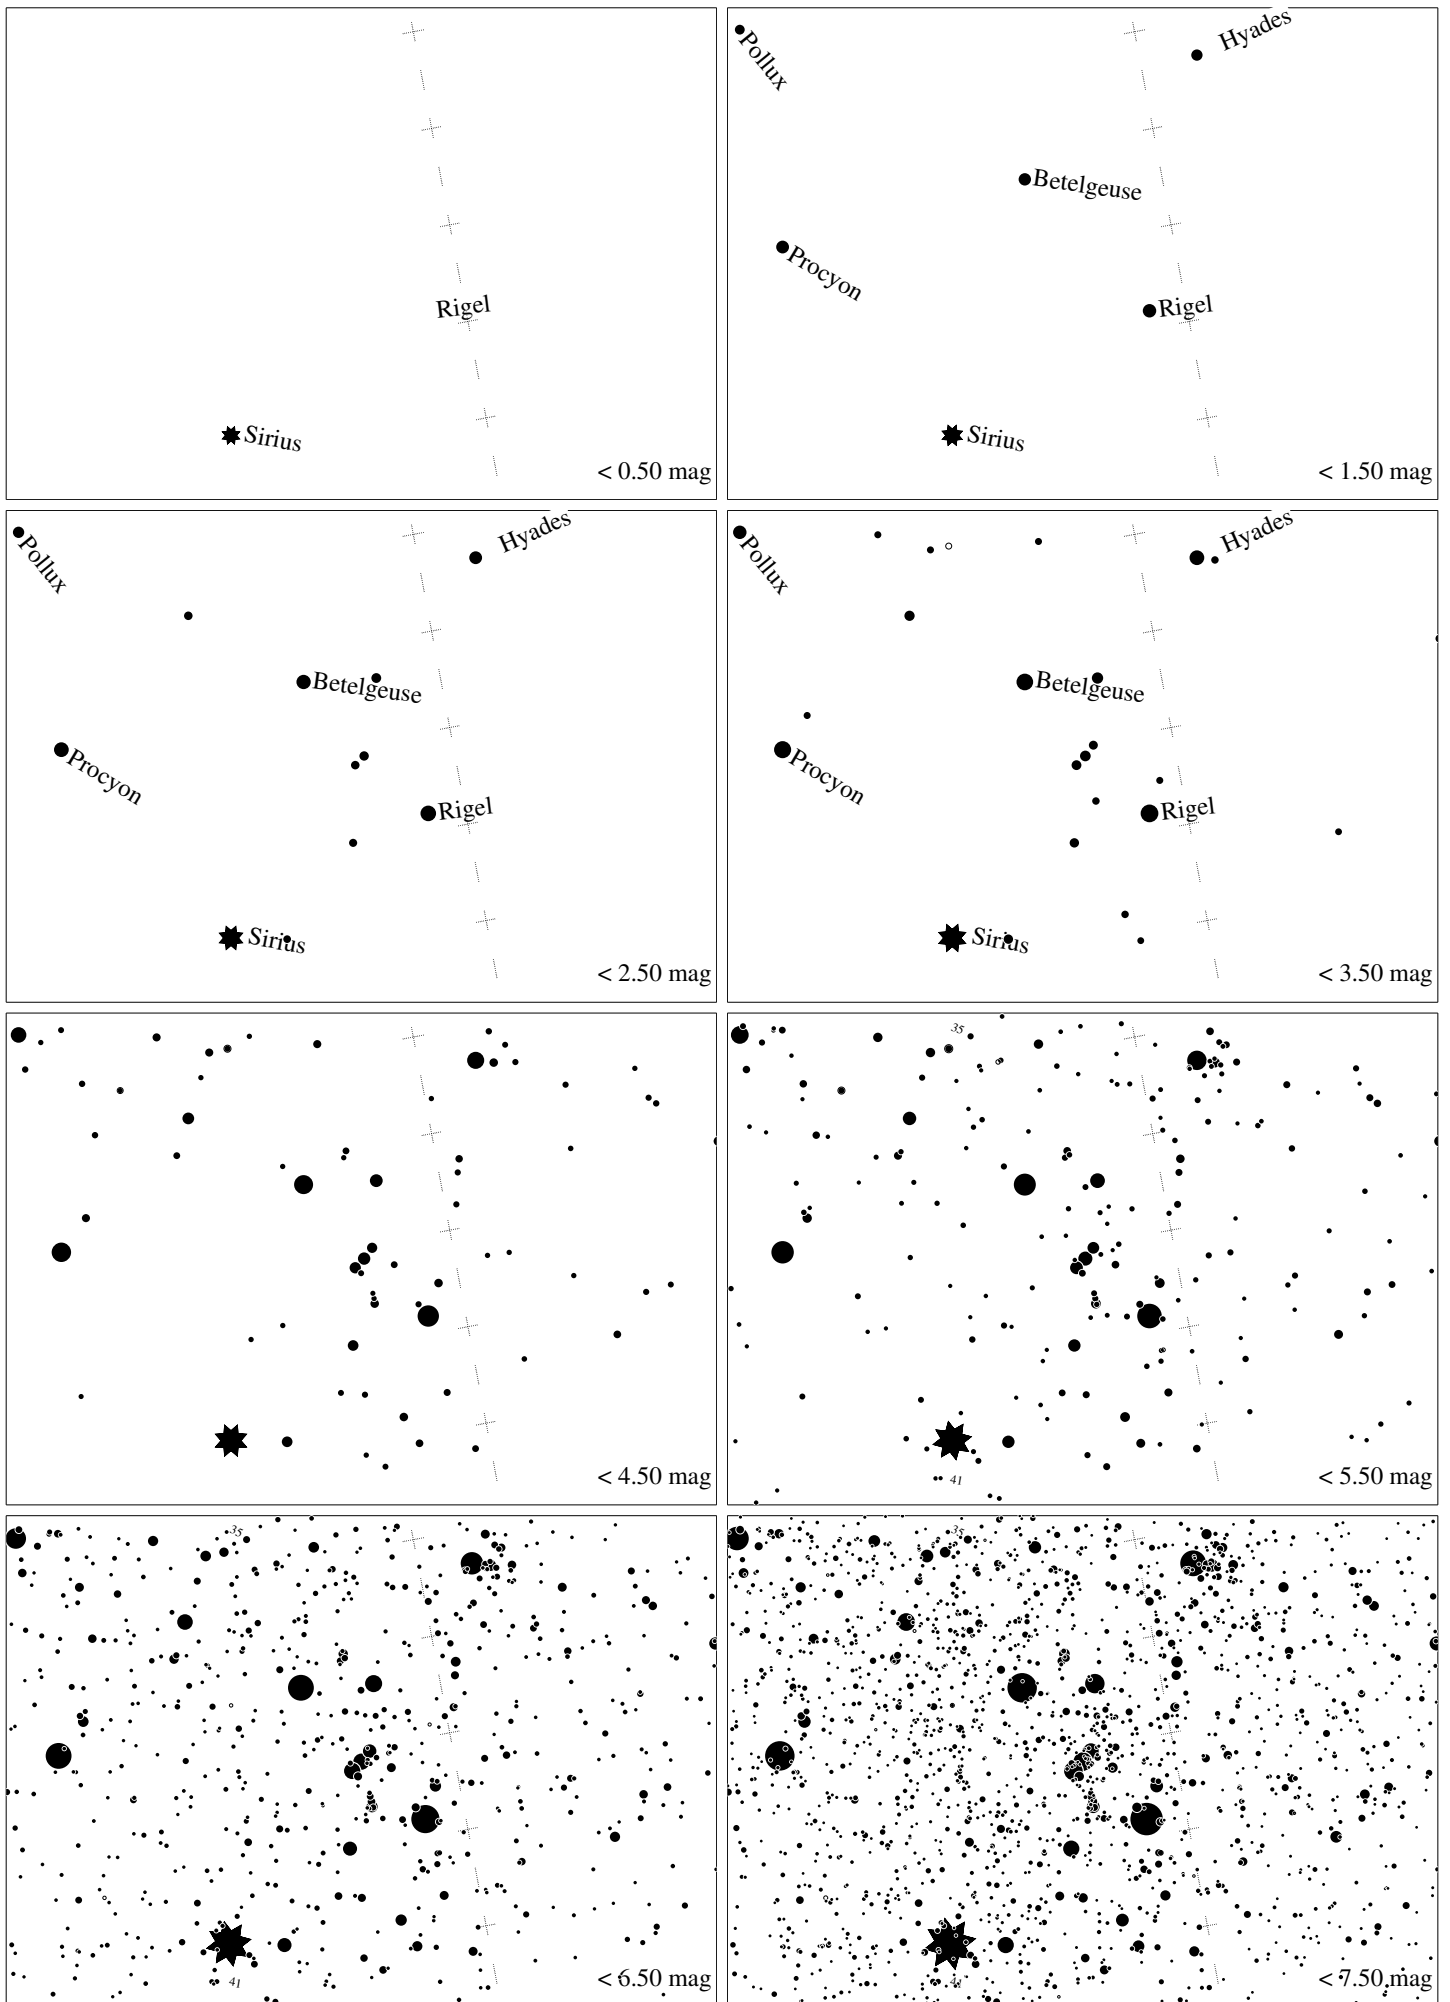 Rigel
Sirius
< 0.50 mag
Pollux
Hyades
Betelgeuse
Procyon
Rigel
Sirius
< 1.50 mag
Pollux
Hyades
Betelgeuse
Procyon
Rigel
Sirius
< 2.50 mag
Pollux
Hyades
Betelgeuse
Procyon
Rigel
Sirius
< 3.50 mag
< 4.50 mag
35
41
< 5.50 mag
35
41
< 6.50 mag
35
41
< 7.50 mag